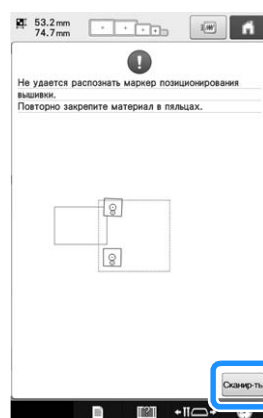 53.2mm
74.7mm
Не удается распознать маркер позиционирования
вышивки.
Повторно закрепите материал в пяльцах.
Сканир-ть